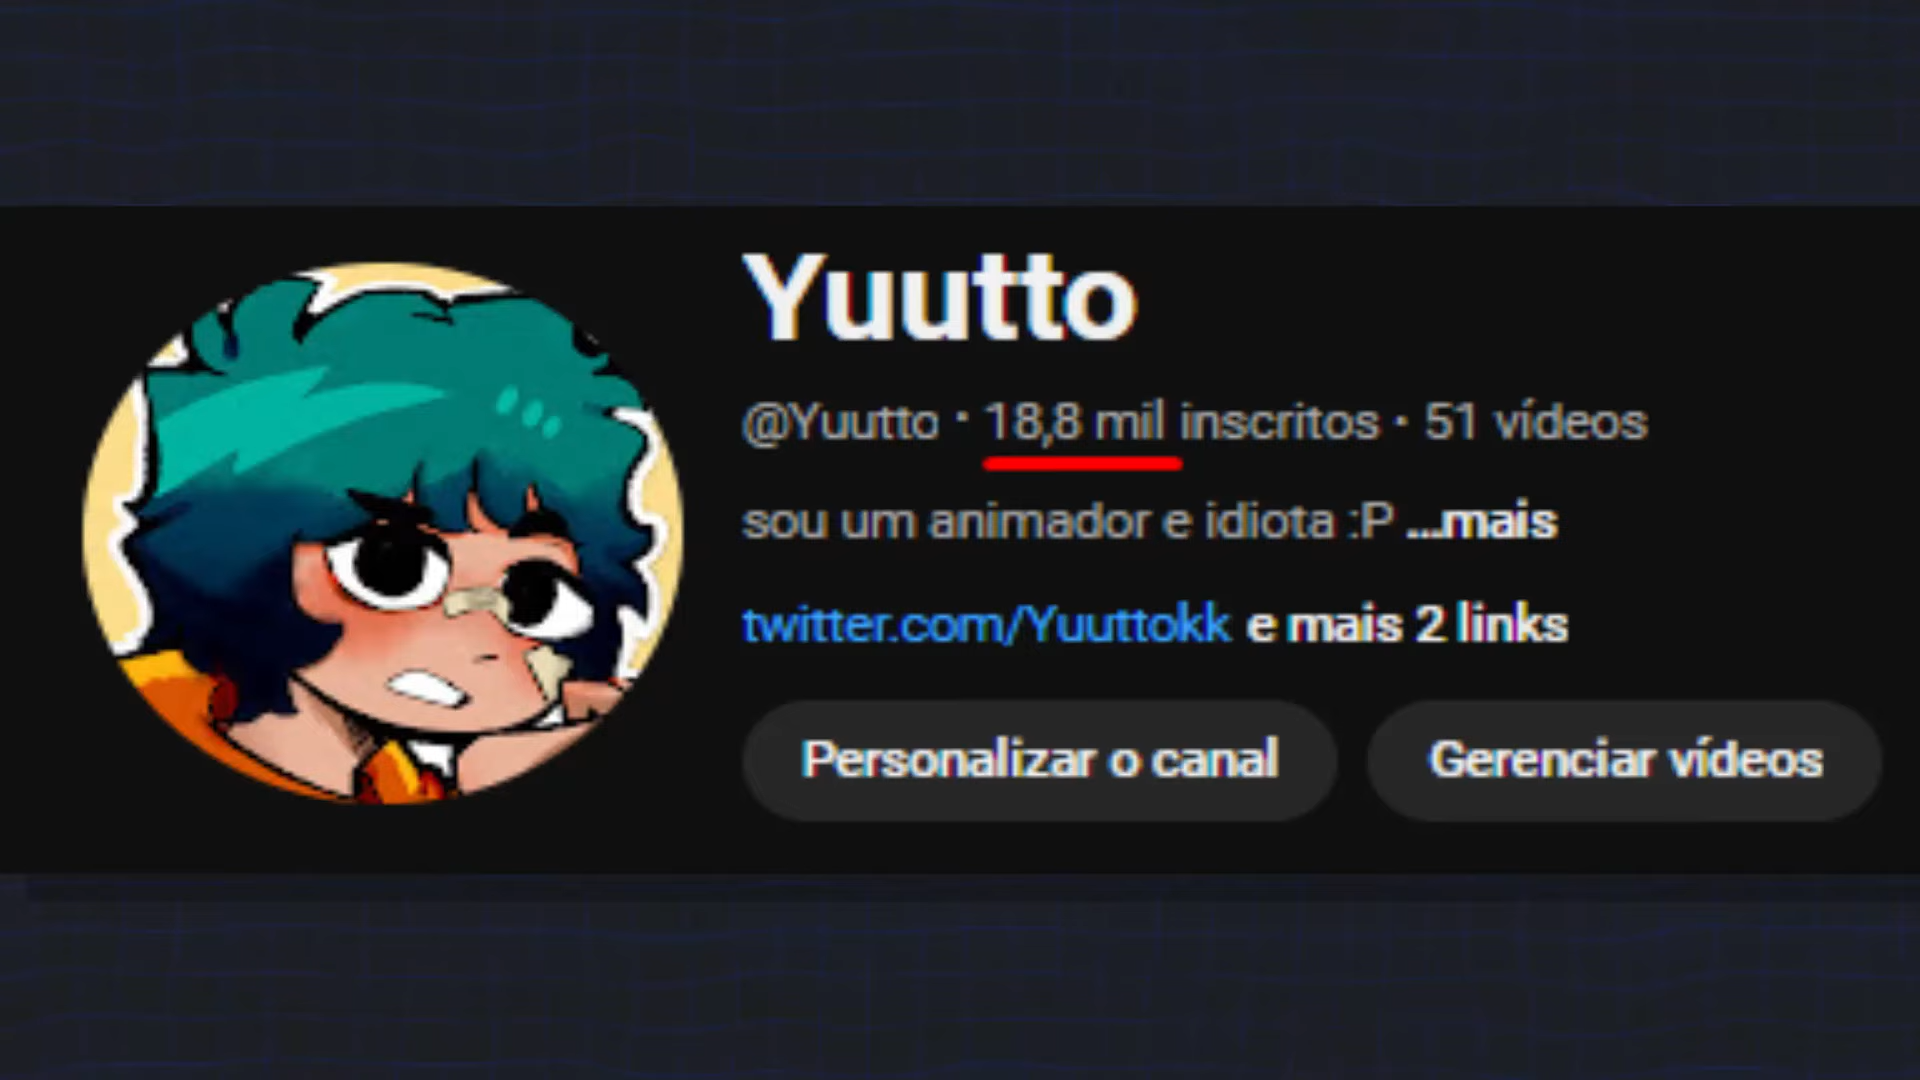 Yuutto
@Yuutto • 18,8 mil inscritos • 51 vídeos
sou um animador e idiota :P ...mais
twitter.com/Yuuttokk e mais 2 links
Personalizar o canal Gerenciar vídeos